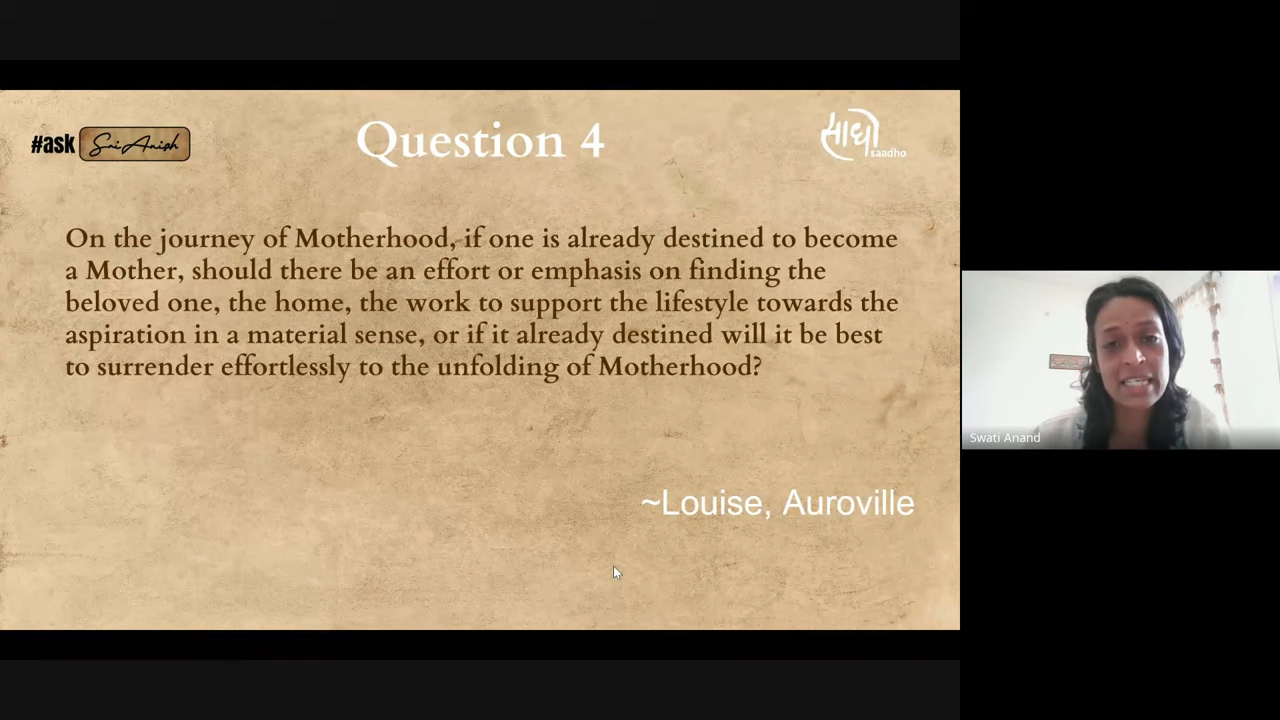 #ask Sri Anish
Question 4
साधो
saadho
On the journey of Motherhood, if one is already destined to become
a Mother, should there be an effort or emphasis on finding the
beloved one, the home, the work to support the lifestyle towards the
aspiration in a material sense, or if it already destined will it be best
to surrender effortlessly to the unfolding of Motherhood?
~Louise, Auroville
Swati Anand